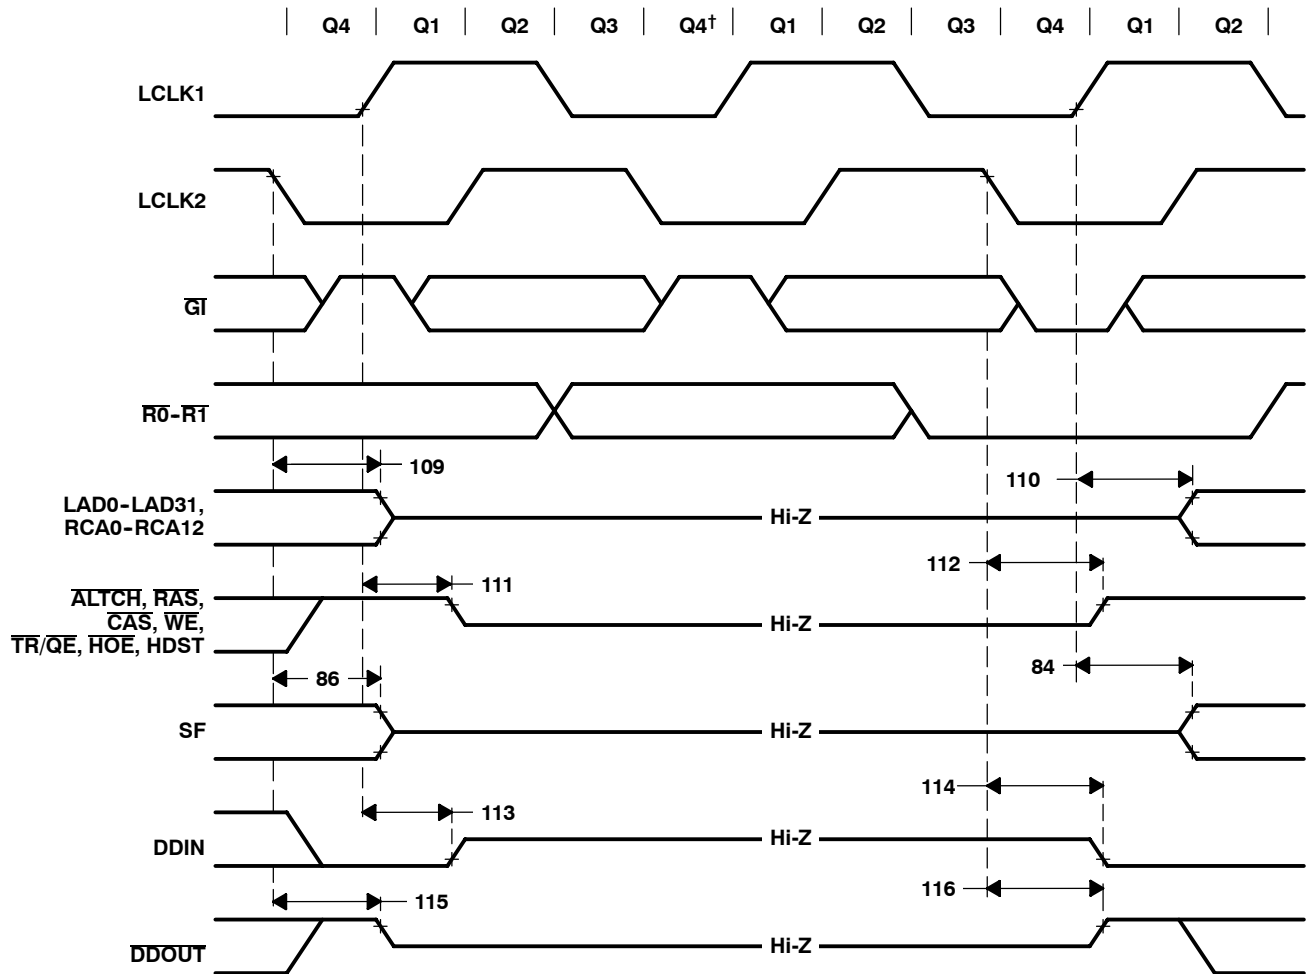 Q4 Q1 Q2 Q3 Q4† Q1 Q2 Q3 Q4 Q1 Q2
LCLK1
LCLK2
GI
R0-R1
109
110
LAD0-LAD31,
RCA0-RCA12
Hi-Z
112
111
ALTCH, RAS,
CAS, WE,
TR/QE, HOE, HDST
Hi-Z
84
86
SF
Hi-Z
114
113
DDIN
Hi-Z
116
115
DDOUT
Hi-Z